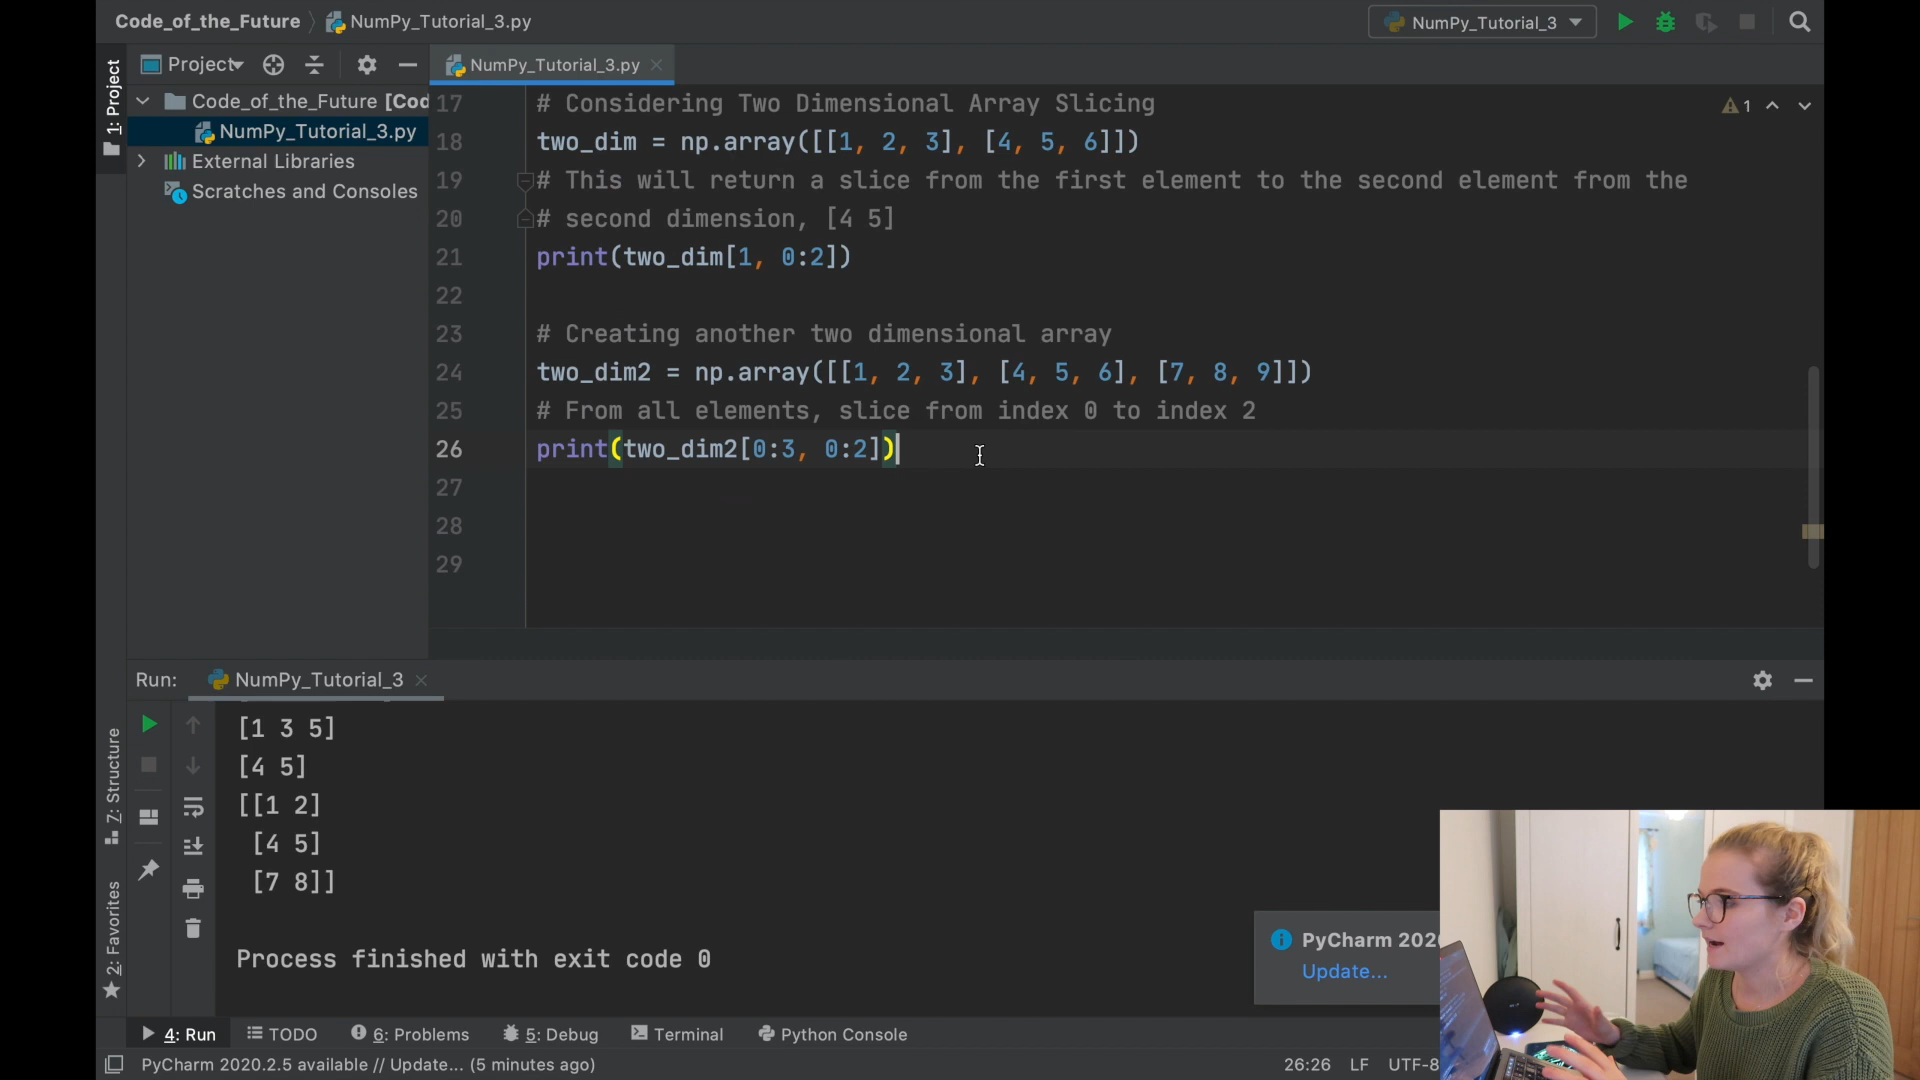 Code_of_the_Future
NumPy_Tutorial_3.py
NumPy_Tutorial_3
1: Project
Project
NumPy_Tutorial_3.py
Code_of_the_Future [Cod
NumPy_Tutorial_3.py
External Libraries
Scratches and Consoles
1
17 # Considering Two Dimensional Array Slicing
18 two_dim = np.array([[1, 2, 3], [4, 5, 6]])
19 # This will return a slice from the first element to the second element from the
20 # second dimension, [4 5]
21 print(two_dim[1, 0:2])
22
23 # Creating another two dimensional array
24 two_dim2 = np.array([[1, 2, 3], [4, 5, 6], [7, 8, 9]])
25 # From all elements, slice from index 0 to index 2
26 print(two_dim2[0:3, 0:2])
27
28
29
Run: NumPy_Tutorial_3
[1 3 5]
[4 5]
[[1 2]
[4 5]
[7 8]]
Process finished with exit code 0
Z: Structure
2: Favorites
PyCharm 202
Update...
4: Run
TODO
6: Problems
5: Debug
Terminal
Python Console
PyCharm 2020.2.5 available // Update... (5 minutes ago)
26:26 LF UTF-8